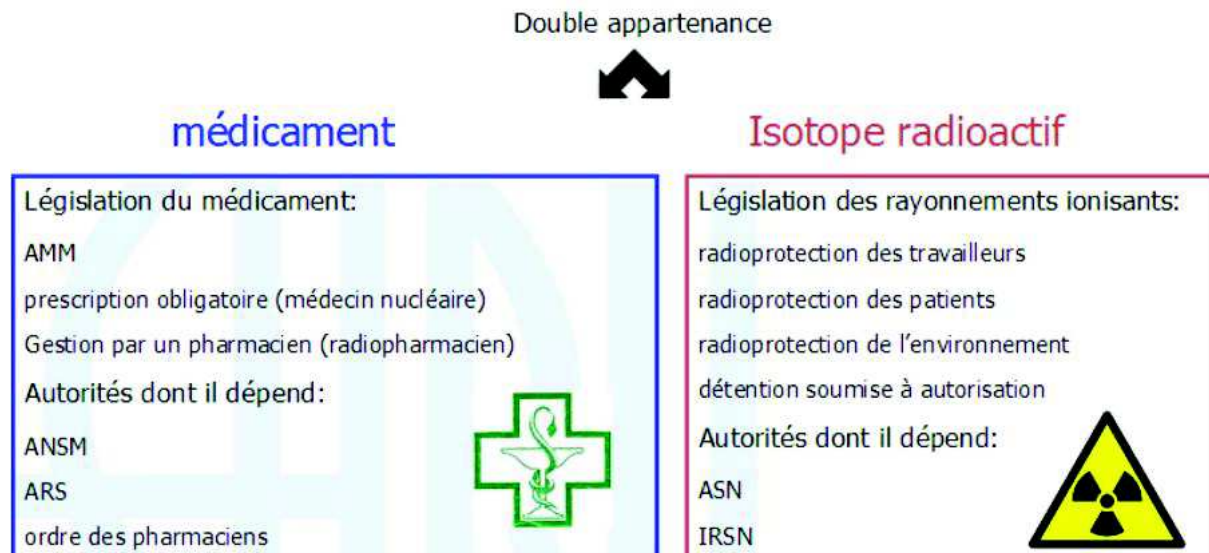 Double appartenance
médicament
Législation du médicament:
AMM
prescription obligatoire (médecin nucléaire)
Gestion par un pharmacien (radiopharmacien)
Autorités dont il dépend:
ANSM
ARS
ordre des pharmaciens
Isotope radioactif
Législation des rayonnements ionisants:
radioprotection des travailleurs
radioprotection des patients
radioprotection de l'environnement
détention soumise à autorisation
Autorités dont il dépend:
ASN
IRSN